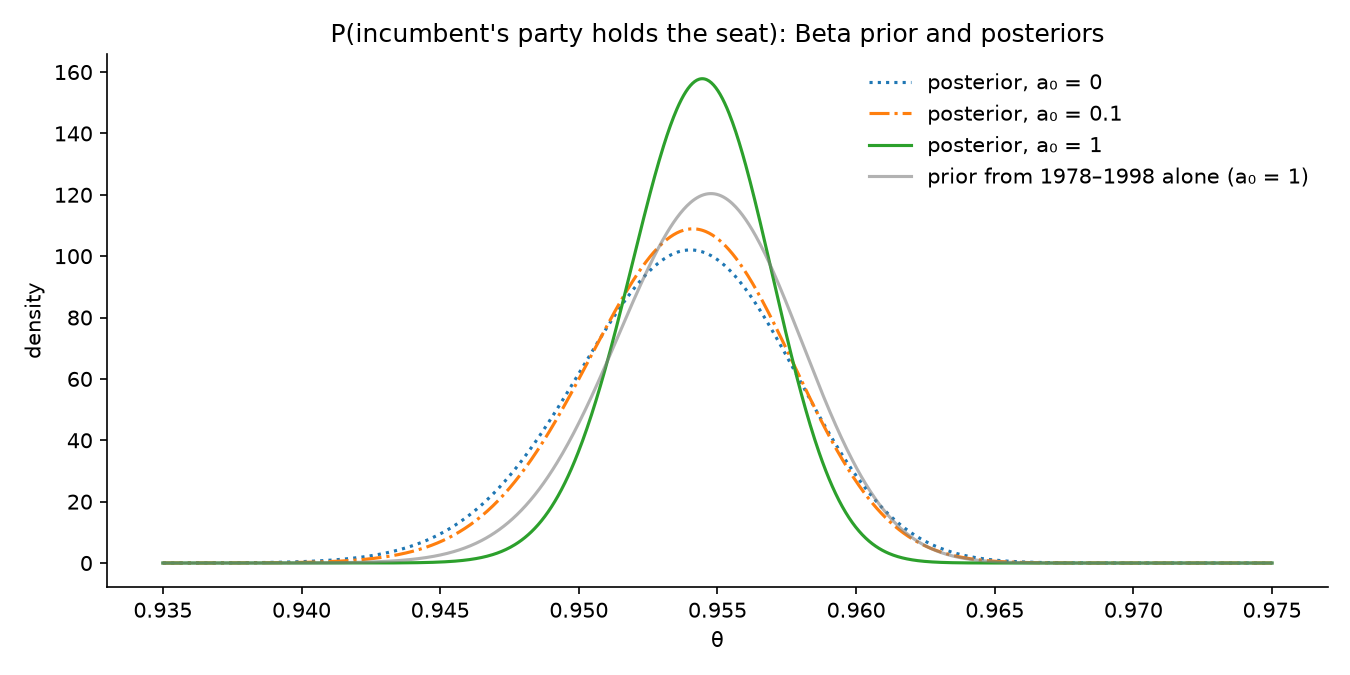 P(incumbent's party holds the seat): Beta prior and posteriors
posterior, a₀ = 0
posterior, a₀ = 0.1
posterior, a₀ = 1
prior from 1978–1998 alone (a₀ = 1)
density
160
140
120
100
80
60
40
20
0
0.935 0.940 0.945 0.950 0.955 0.960 0.965 0.970 0.975
θ